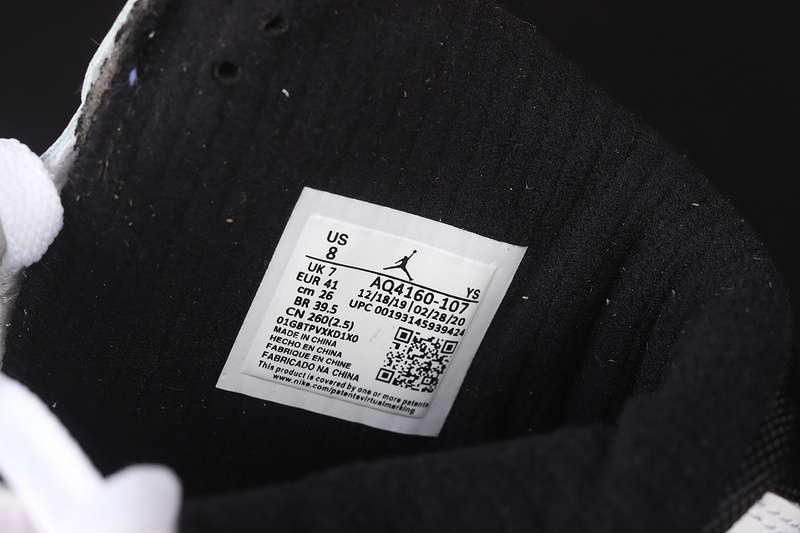 US
8
UK 7
EUR 41
cm 26
BR 39.5
CN 260(2.5)
01GBTPVXKD1X0
MADE IN CHINA
HECHO EN CHINA
FABRIQUE EN CHINE
FABRICADO NA CHINA
This product is covered by one or more patents
www.nike.com/patentsvirtualmarking
YS
AQ4160-107
12/18/19 | 02/28/20
UPC 00193145939424